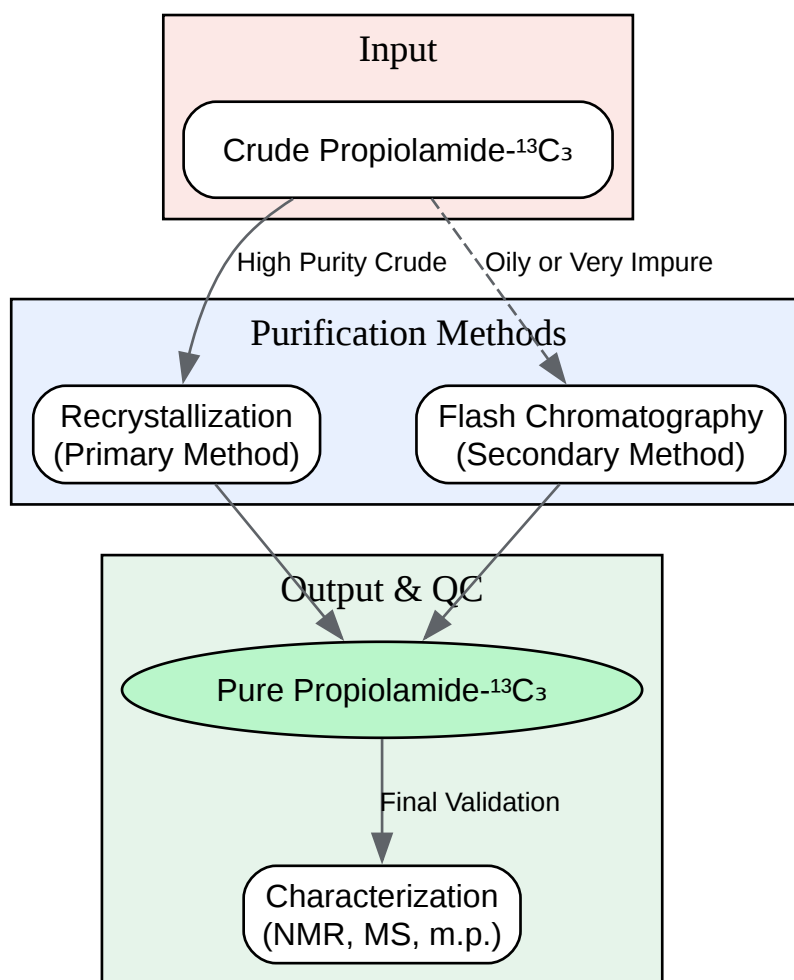 Input
Crude Propiolamide-¹³C₃
High Purity Crude
Oily or Very Impure
Purification Methods
Recrystallization
(Primary Method)
Flash Chromatography
(Secondary Method)
Output & QC
Pure Propiolamide-¹³C₃
Final Validation
Characterization
(NMR, MS, m.p.)